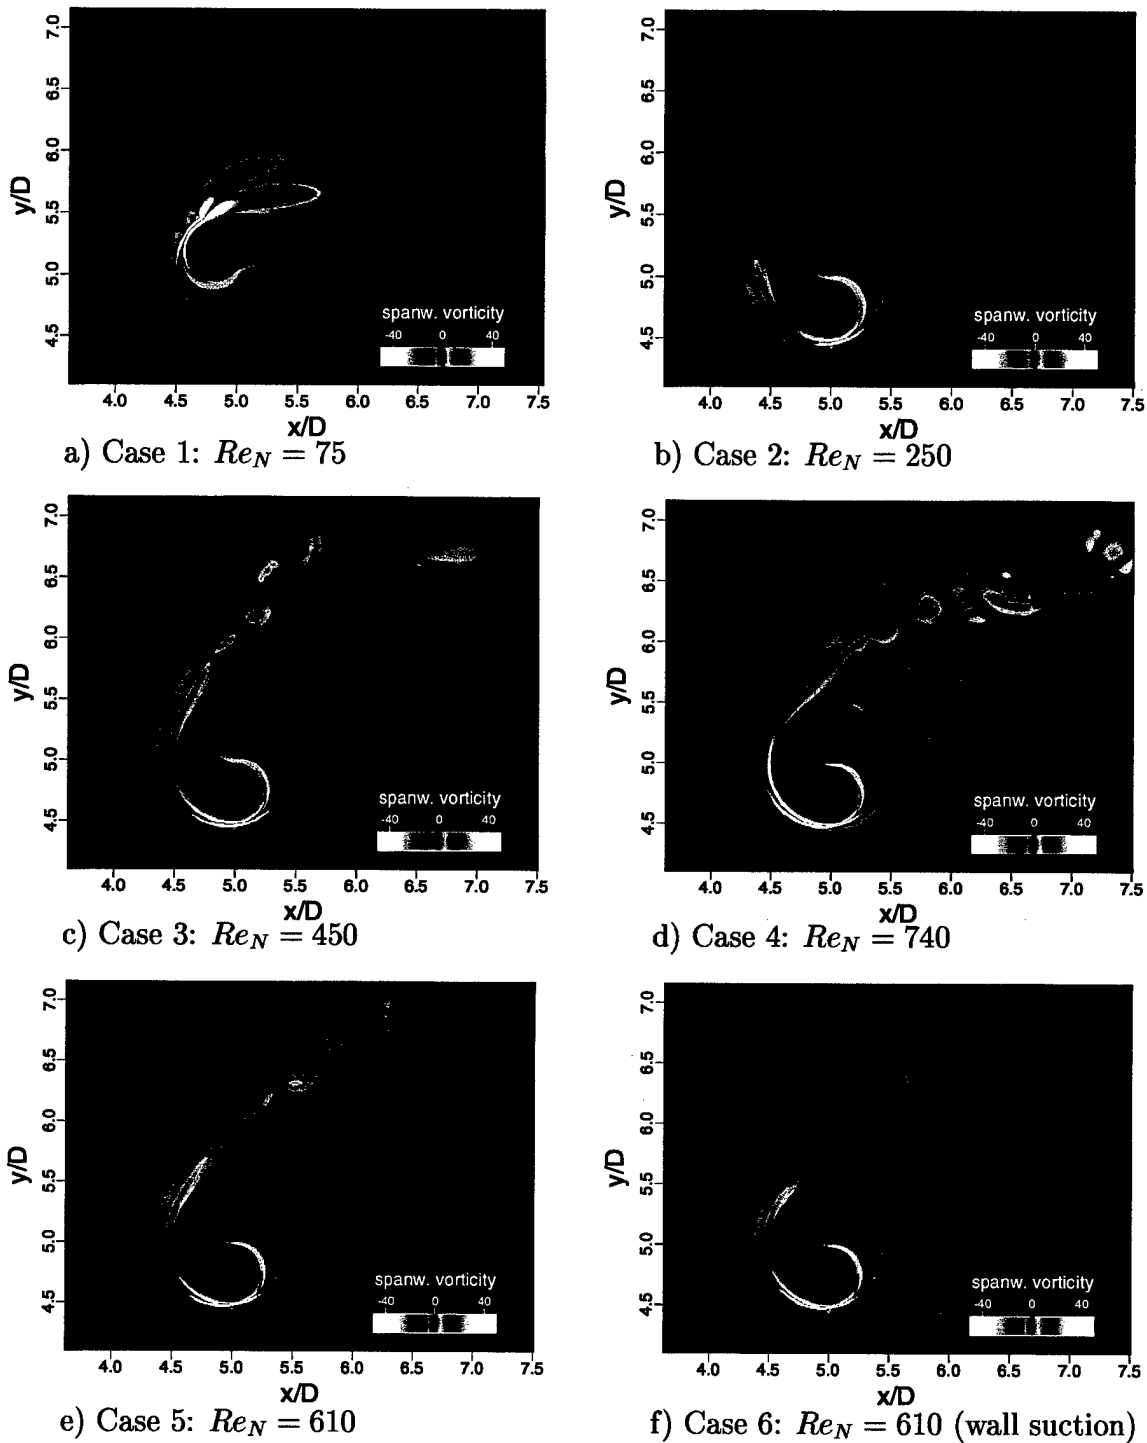 y/D
7.0
6.5
6.0
5.5
5.0
4.5
spanw. vorticity
-40 0 40
4.0 4.5 5.0 5.5 6.0 6.5 7.0 7.5
x/D
a) Case 1: Re_N = 75
y/D
7.0
6.5
6.0
5.5
5.0
4.5
spanw. vorticity
-40 0 40
4.0 4.5 5.0 5.5 6.0 6.5 7.0 7.5
x/D
b) Case 2: Re_N = 250
y/D
7.0
6.5
6.0
5.5
5.0
4.5
spanw. vorticity
-40 0 40
4.0 4.5 5.0 5.5 6.0 6.5 7.0 7.5
x/D
c) Case 3: Re_N = 450
y/D
7.0
6.5
6.0
5.5
5.0
4.5
spanw. vorticity
-40 0 40
4.0 4.5 5.0 5.5 6.0 6.5 7.0 7.5
x/D
d) Case 4: Re_N = 740
y/D
7.0
6.5
6.0
5.5
5.0
4.5
spanw. vorticity
-40 0 40
4.0 4.5 5.0 5.5 6.0 6.5 7.0 7.5
x/D
e) Case 5: Re_N = 610
y/D
7.0
6.5
6.0
5.5
5.0
4.5
spanw. vorticity
-40 0 40
4.0 4.5 5.0 5.5 6.0 6.5 7.0 7.5
x/D
f) Case 6: Re_N = 610 (wall suction)